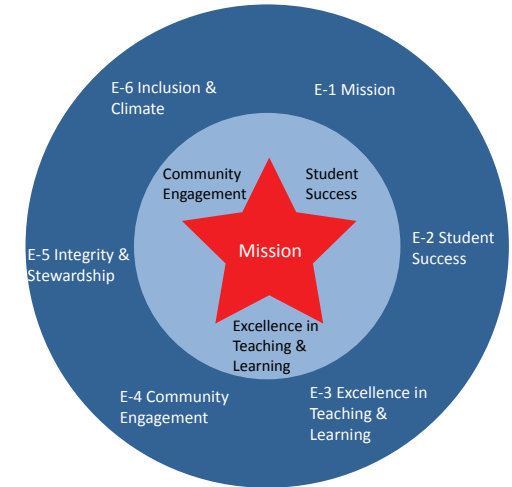 E-6 Inclusion &
Climate
E-1 Mission
Community
Engagement
Student
Success
E-5 Integrity &
Stewardship
Mission
E-2 Student
Success
Excellence in
Teaching &
Learning
E-4 Community
Engagement
E-3 Excellence in
Teaching &
Learning